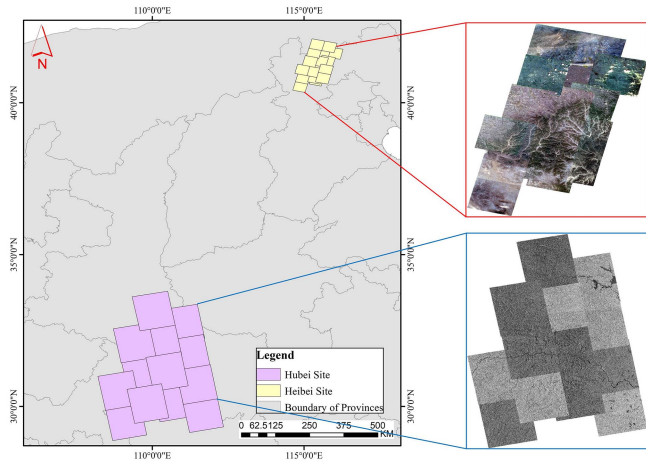 110°0'0"E
115°0'0"E
N
40°0'0"N
35°0'0"N
30°0'0"N
Legend
Hubei Site
Heibei Site
Boundary of Provinces
0 62.5 125 250 375 500
KM
110°0'0"E
115°0'0"E
40°0'0"N
35°0'0"N
30°0'0"N